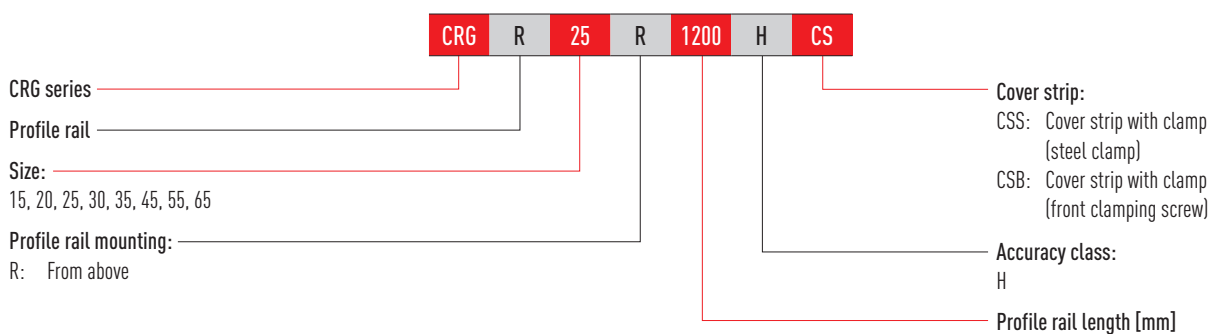 CRG R 25 R 1200 H CS
CRG series
Profile rail
Size:
15, 20, 25, 30, 35, 45, 55, 65
Profile rail mounting:
R: From above
Cover strip:
CSS: Cover strip with clamp
(steel clamp)
CSB: Cover strip with clamp
(front clamping screw)
Accuracy class:
H
Profile rail length [mm]